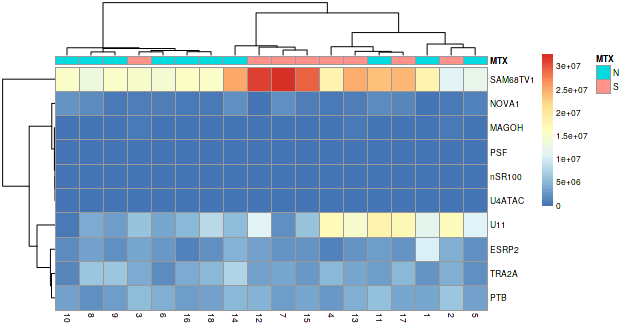 MTX
SAM68TV1
NOVA1
MAGOH
PSF
nSR100
U4ATAC
U11
ESRP2
TRA2A
PTB
10 8 9 3 6 16 18 14 12 7 15 4 13 11 17 1 2 5
3e+07
2.5e+07
2e+07
1.5e+07
1e+07
5e+06
0
MTX
N
S